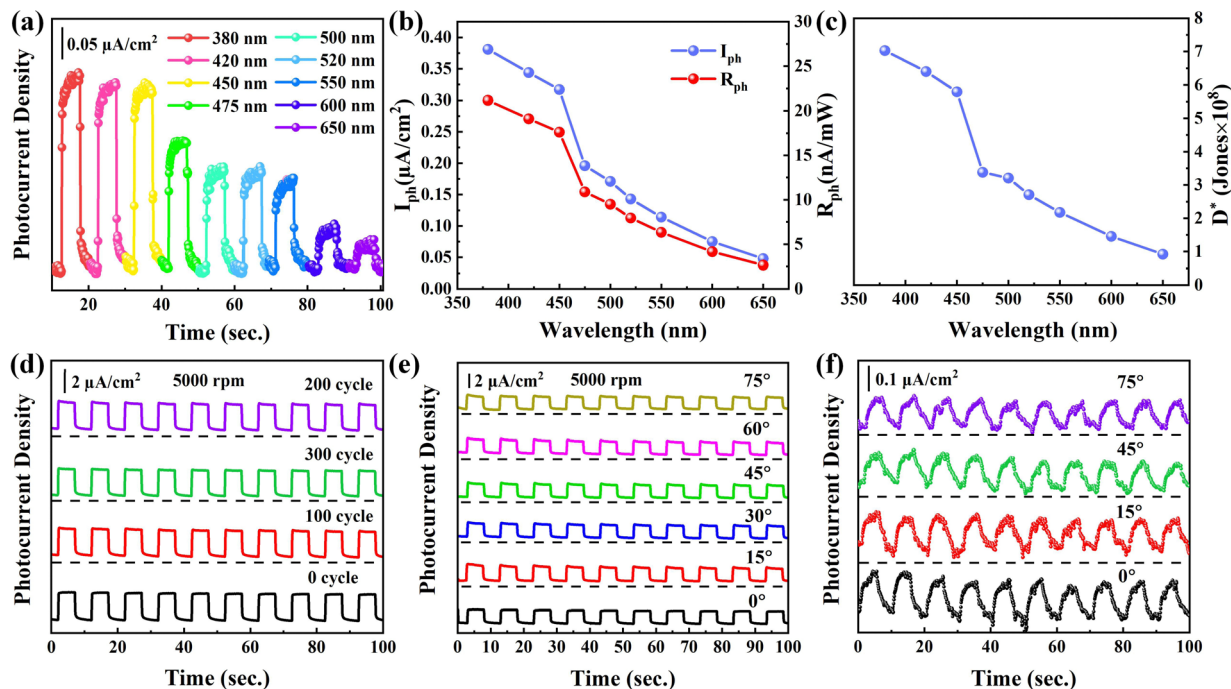 (a)
0.05 μA/cm²
380 nm
420 nm
450 nm
475 nm
500 nm
520 nm
550 nm
600 nm
650 nm
Photocurrent Density
20 40 60 80 100
Time (sec.)
(b)
I_ph
R_ph
I_ph(μA/cm²)
0.40
0.35
0.30
0.25
0.20
0.15
0.10
0.05
0.00
30
25
20
15
10
5
0
R_ph(nA/mW)
350 400 450 500 550 600 650
Wavelength (nm)
(c)
8
7
6
5
4
3
2
1
0
D* (Jones×10⁸)
350 400 450 500 550 600 650
Wavelength (nm)
(d)
2 μA/cm² 5000 rpm 200 cycle
300 cycle
100 cycle
0 cycle
Photocurrent Density
0 20 40 60 80 100
Time (sec.)
(e)
2 μA/cm² 5000 rpm 75°
60°
45°
30°
15°
0°
Photocurrent Density
0 10 20 30 40 50 60 70 80 90 100
Time (sec.)
(f)
0.1 μA/cm² 75°
45°
15°
0°
Photocurrent Density
0 20 40 60 80 100
Time (sec.)